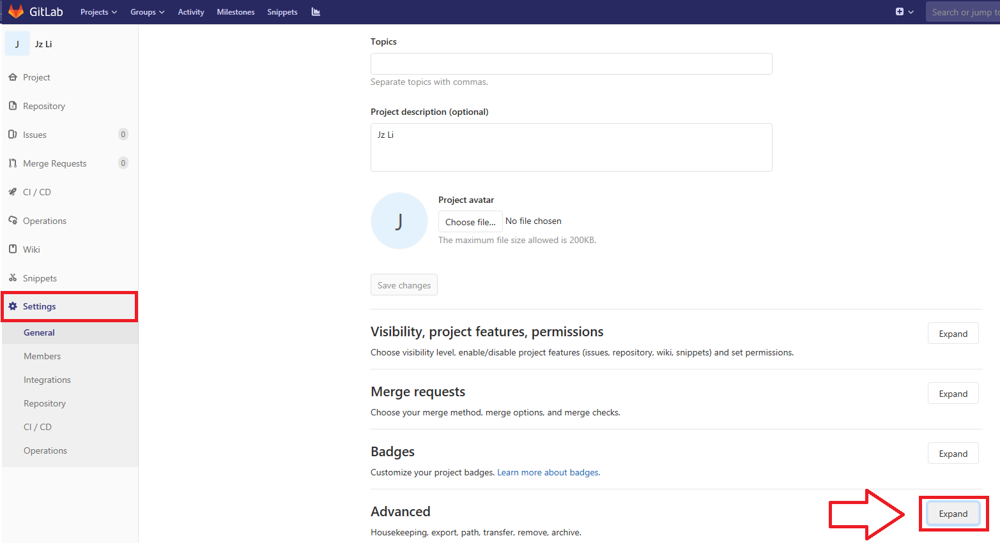 GitLab Projects Groups Activity Milestones Snippets Search or jump to
J Jz Li
Project
Repository
Issues 0
Merge Requests 0
CI / CD
Operations
Wiki
Snippets
Settings
General
Members
Integrations
Repository
CI / CD
Operations
Topics
Separate topics with commas.
Project description (optional)
Jz Li
J
Project avatar
Choose file... No file chosen
The maximum file size allowed is 200KB.
Save changes
Visibility, project features, permissions
Expand
Choose visibility level, enable/disable project features (issues, repository, wiki, snippets) and set permissions.
Merge requests
Expand
Choose your merge method, merge options, and merge checks.
Badges
Expand
Customize your project badges. Learn more about badges.
Advanced
Expand
Housekeeping, export, path, transfer, remove, archive.